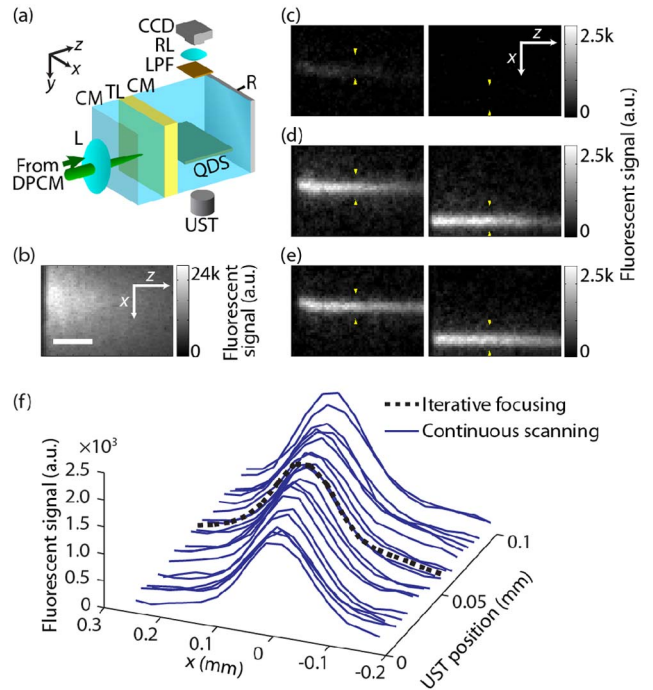 (a)
CCD
RL
LPF
z
x
y
CM TL CM
R
L
From
DPCM
QDS
UST
(b)
z
x
24k
0
Fluorescent
signal (a.u.)
(c)
z
x
2.5k
0
(d)
2.5k
0
(e)
2.5k
0
Fluorescent signal (a.u.)
(f)
Iterative focusing
Continuous scanning
×10³
Fluorescent signal (a.u.)
2.5
2.0
1.5
1.0
0.5
0
0.3
0.2
0.1
0
-0.1
-0.2
x (mm)
0
0.05
0.1
UST position (mm)